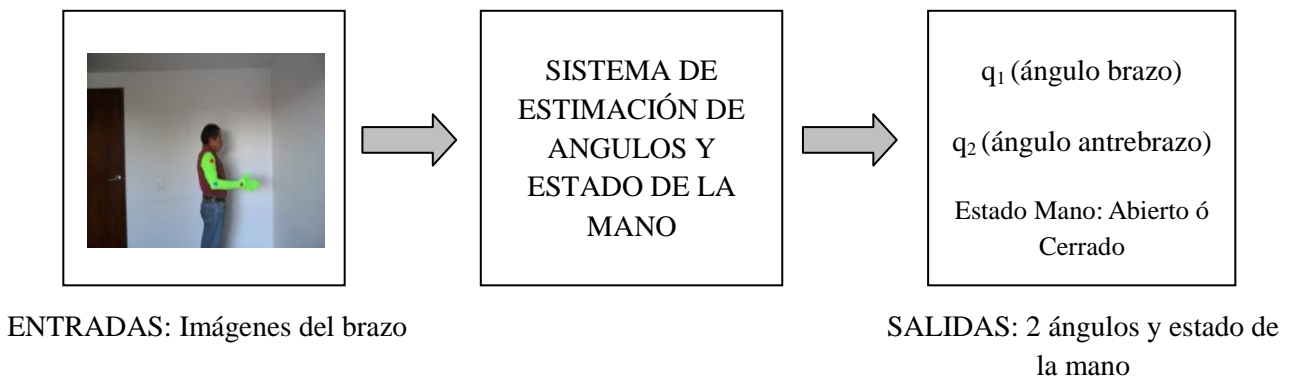 SISTEMA DE
ESTIMACIÓN DE
ANGULOS Y
ESTADO DE LA
MANO
q₁ (ángulo brazo)
q₂ (ángulo antrebrazo)
Estado Mano: Abierto ó
Cerrado
ENTRADAS: Imágenes del brazo
SALIDAS: 2 ángulos y estado de
la mano